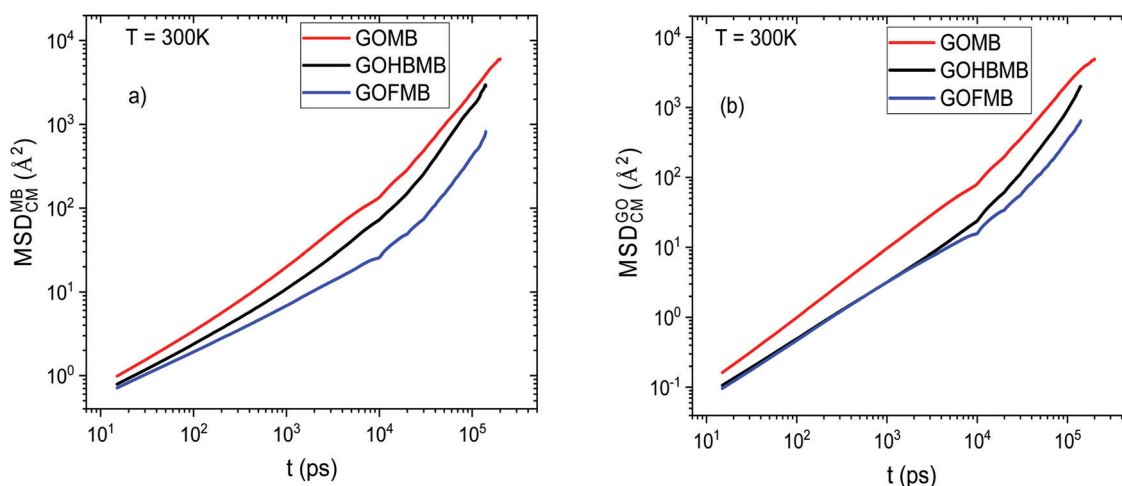 T = 300K
a)
GOMB
GOHBMB
GOFMB
10⁴
10³
10²
10¹
10⁰
MSD_CM^MB (Å²)
10¹ 10² 10³ 10⁴ 10⁵
t (ps)
T = 300K
(b)
GOMB
GOHBMB
GOFMB
10⁴
10³
10²
10¹
10⁰
10⁻¹
MSD_CM^GO (Å²)
10¹ 10² 10³ 10⁴ 10⁵
t (ps)